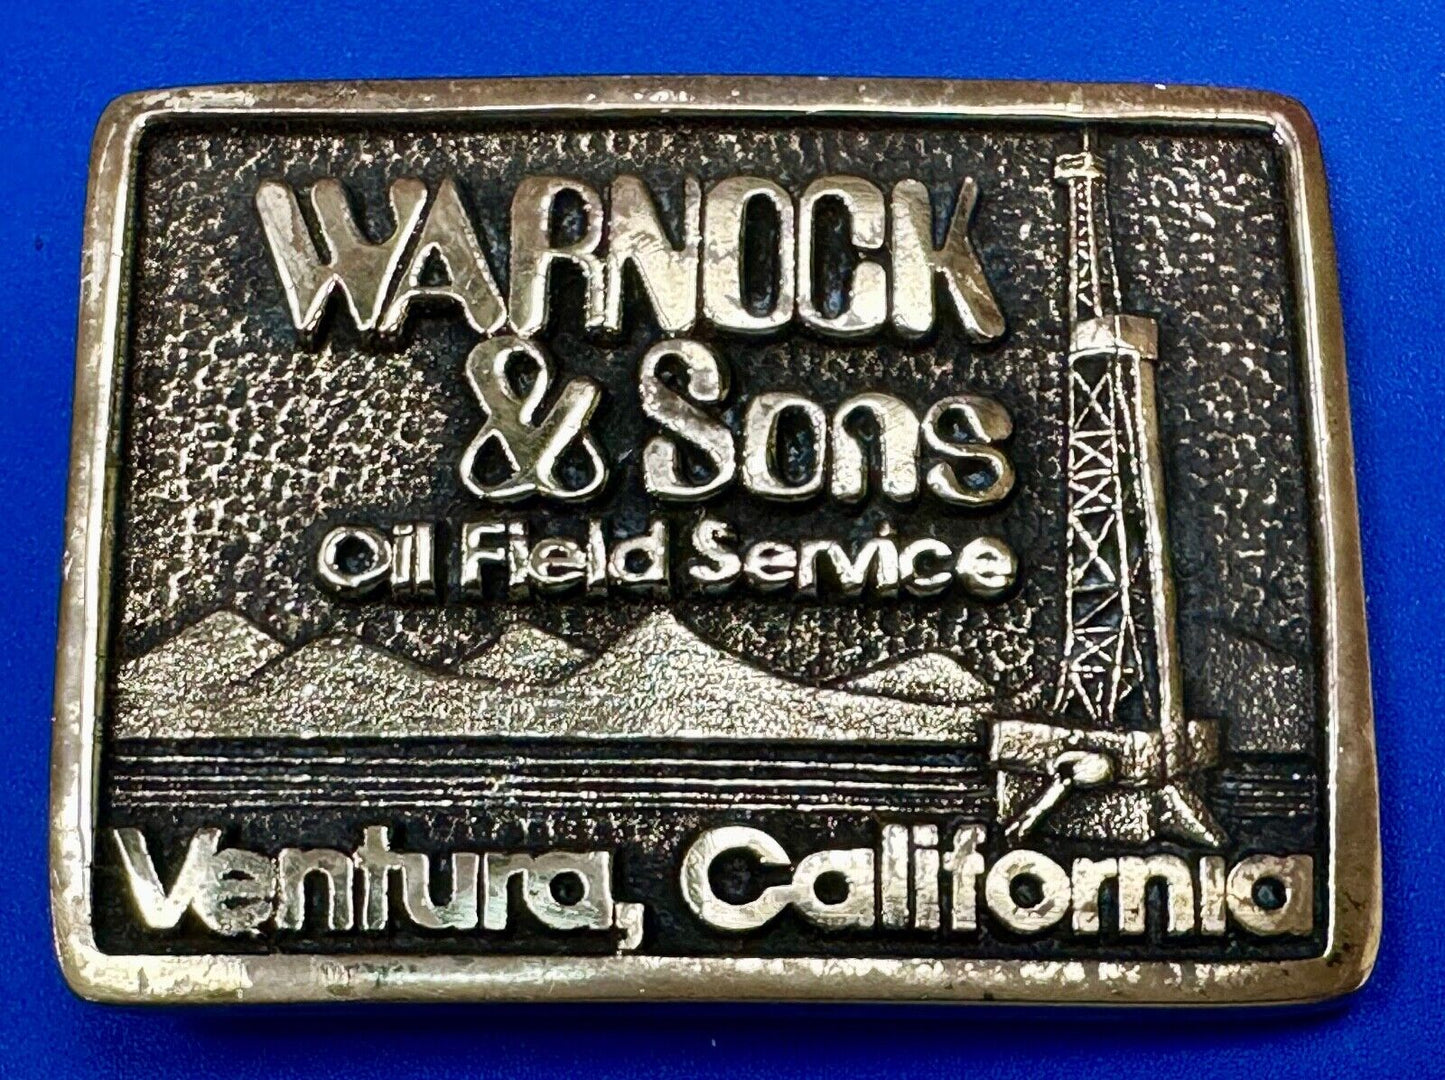 WARNOCK
& Sons
Oil Field Service
Ventura, California